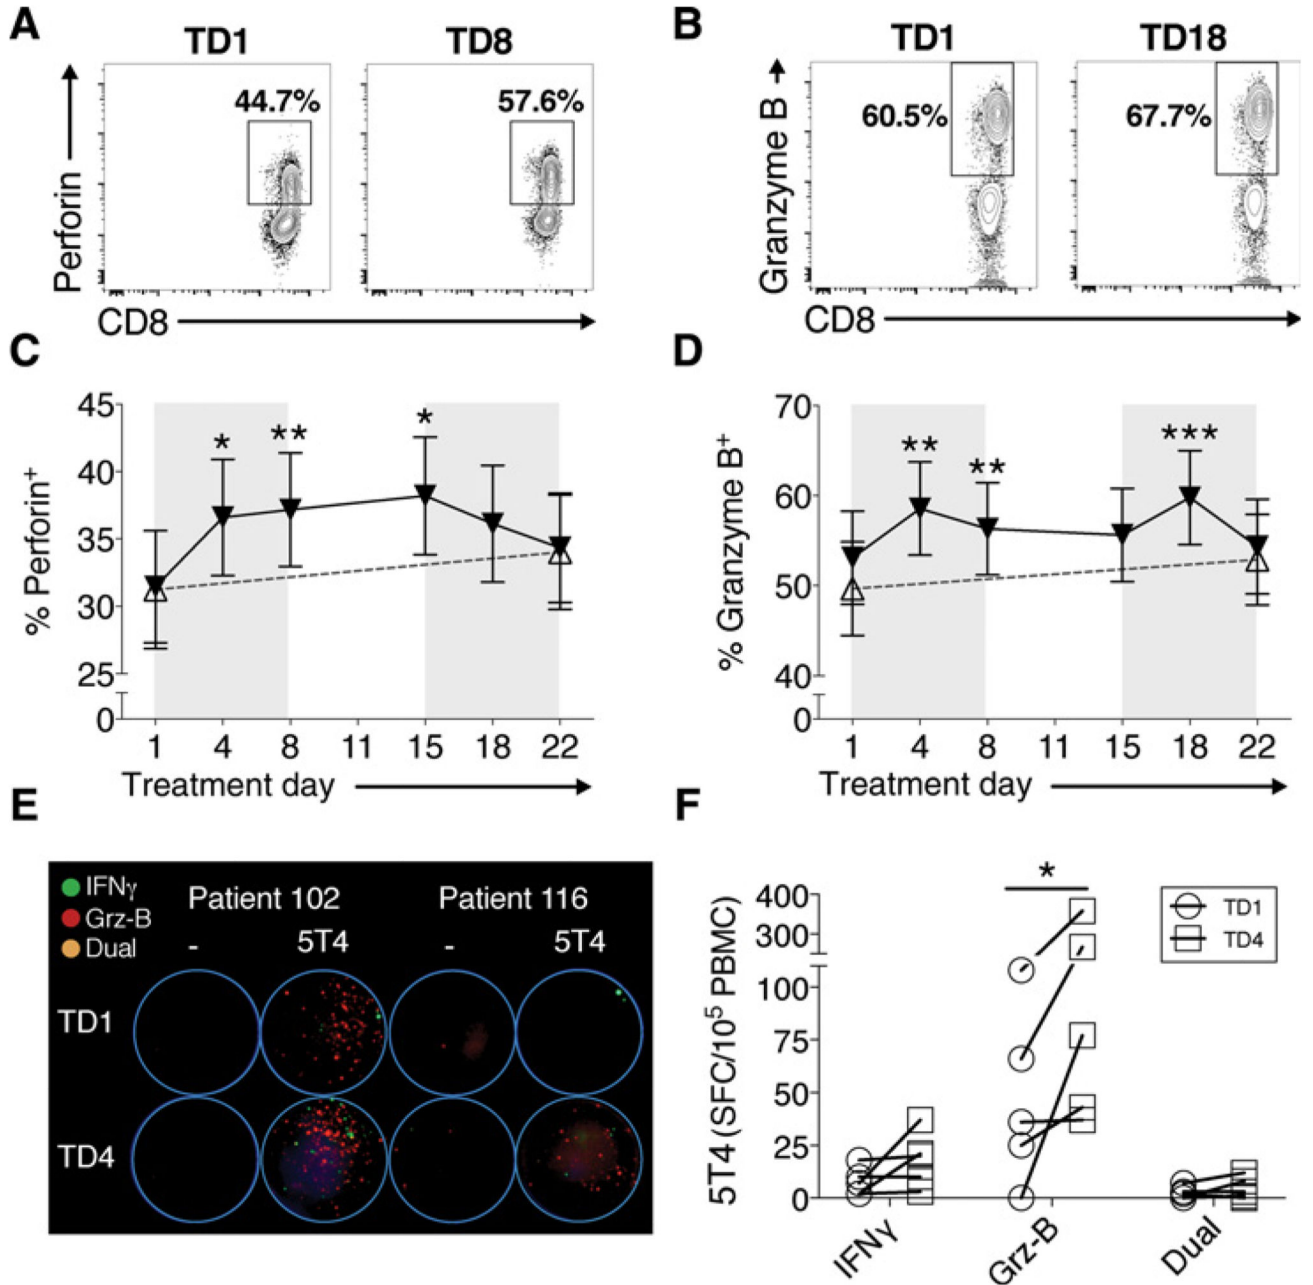 A
B
TD1
TD8
TD1
TD18
Perforin
44.7%
57.6%
Granzyme B
60.5%
67.7%
CD8
CD8
C
D
% Perforin⁺
45
40
35
30
25
0
* ** *
1 4 8 11 15 18 22
Treatment day
% Granzyme B⁺
70
60
50
40
0
** ** ***
1 4 8 11 15 18 22
Treatment day
E
F
IFNγ
Grz-B
Dual
Patient 102
Patient 116
- 5T4 - 5T4
TD1
TD4
5T4 (SFC/10⁵ PBMC)
400
300
100
75
50
25
0
*
TD1
TD4
IFNγ
Grz-B
Dual